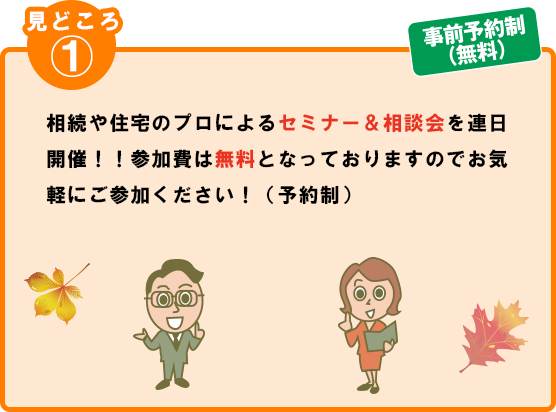 見どころ
①
事前予約制
（無料）
相続や住宅のプロによるセミナー＆相談会を連日
開催！！参加費は無料となっておりますのでお気
軽にご参加ください！（予約制）